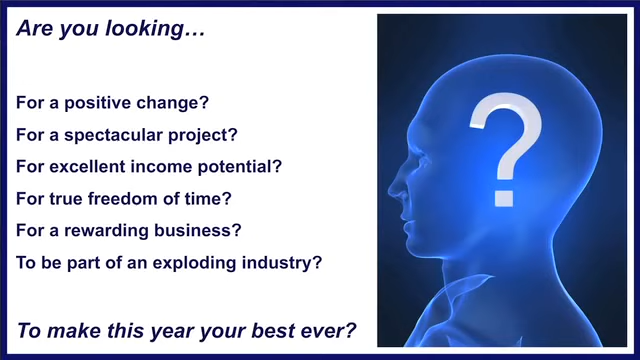 Are you looking…
For a positive change?
For a spectacular project?
For excellent income potential?
For true freedom of time?
For a rewarding business?
To be part of an exploding industry?
To make this year your best ever?
?